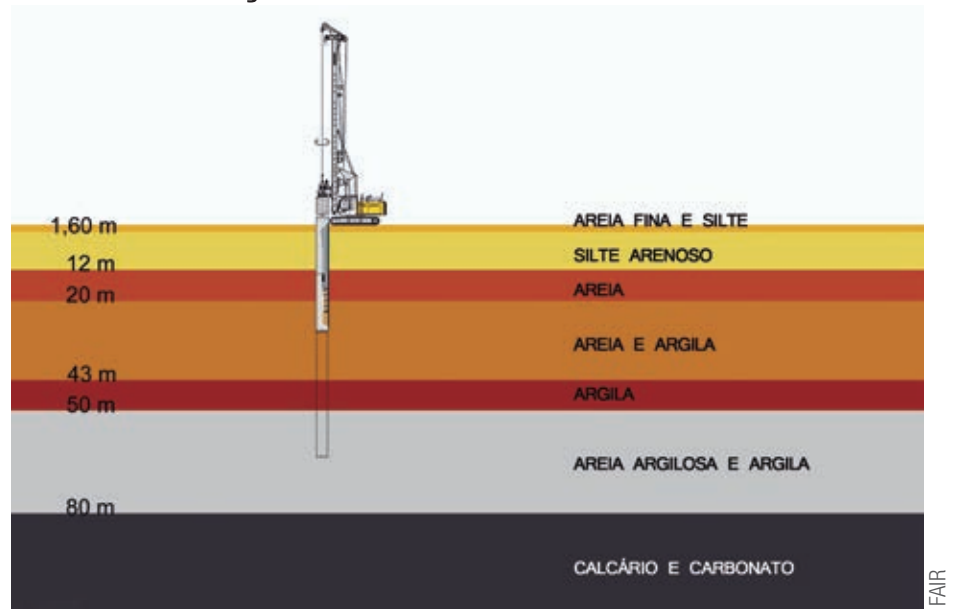 1,60 m
AREIA FINA E SILTE
SILTE ARENOSO
12 m
AREIA
20 m
AREIA E ARGILA
43 m
ARGILA
50 m
AREIA ARGILOSA E ARGILA
80 m
CALCÁRIO E CARBONATO
FAIR